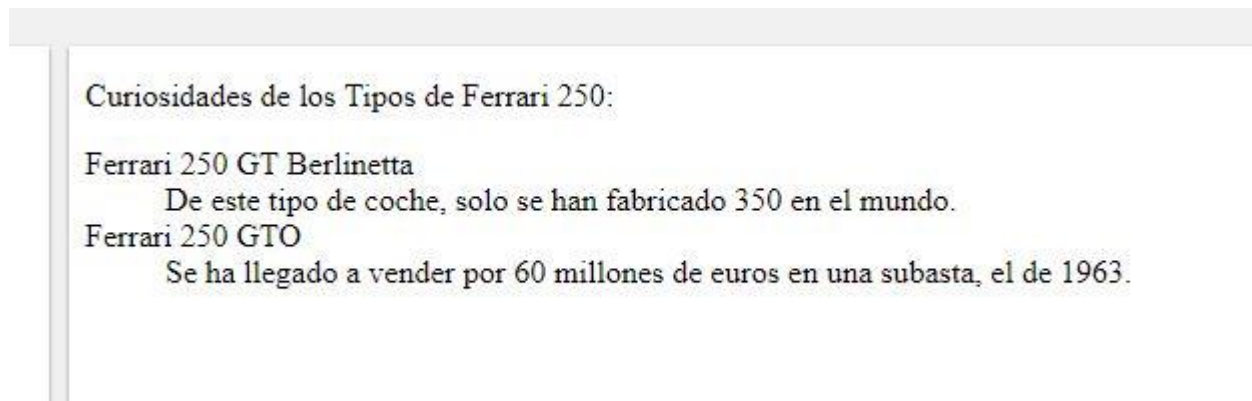 Curiosidades de los Tipos de Ferrari 250:
Ferrari 250 GT Berlinetta
De este tipo de coche, solo se han fabricado 350 en el mundo.
Ferrari 250 GTO
Se ha llegado a vender por 60 millones de euros en una subasta, el de 1963.